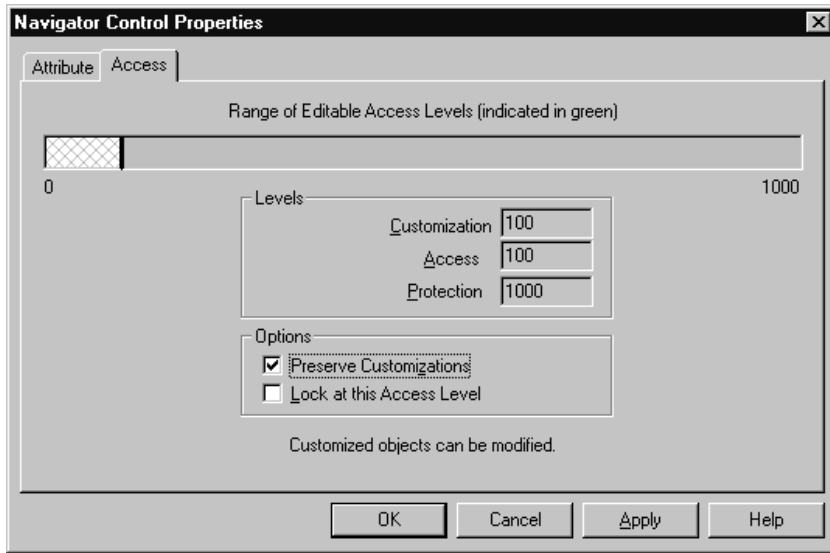 Navigator Control Properties
Attribute Access
Range of Editable Access Levels (indicated in green)
0 1000
Levels
Customization 100
Access 100
Protection 1000
Options
Preserve Customizations
Lock at this Access Level
Customized objects can be modified.
OK Cancel Apply Help